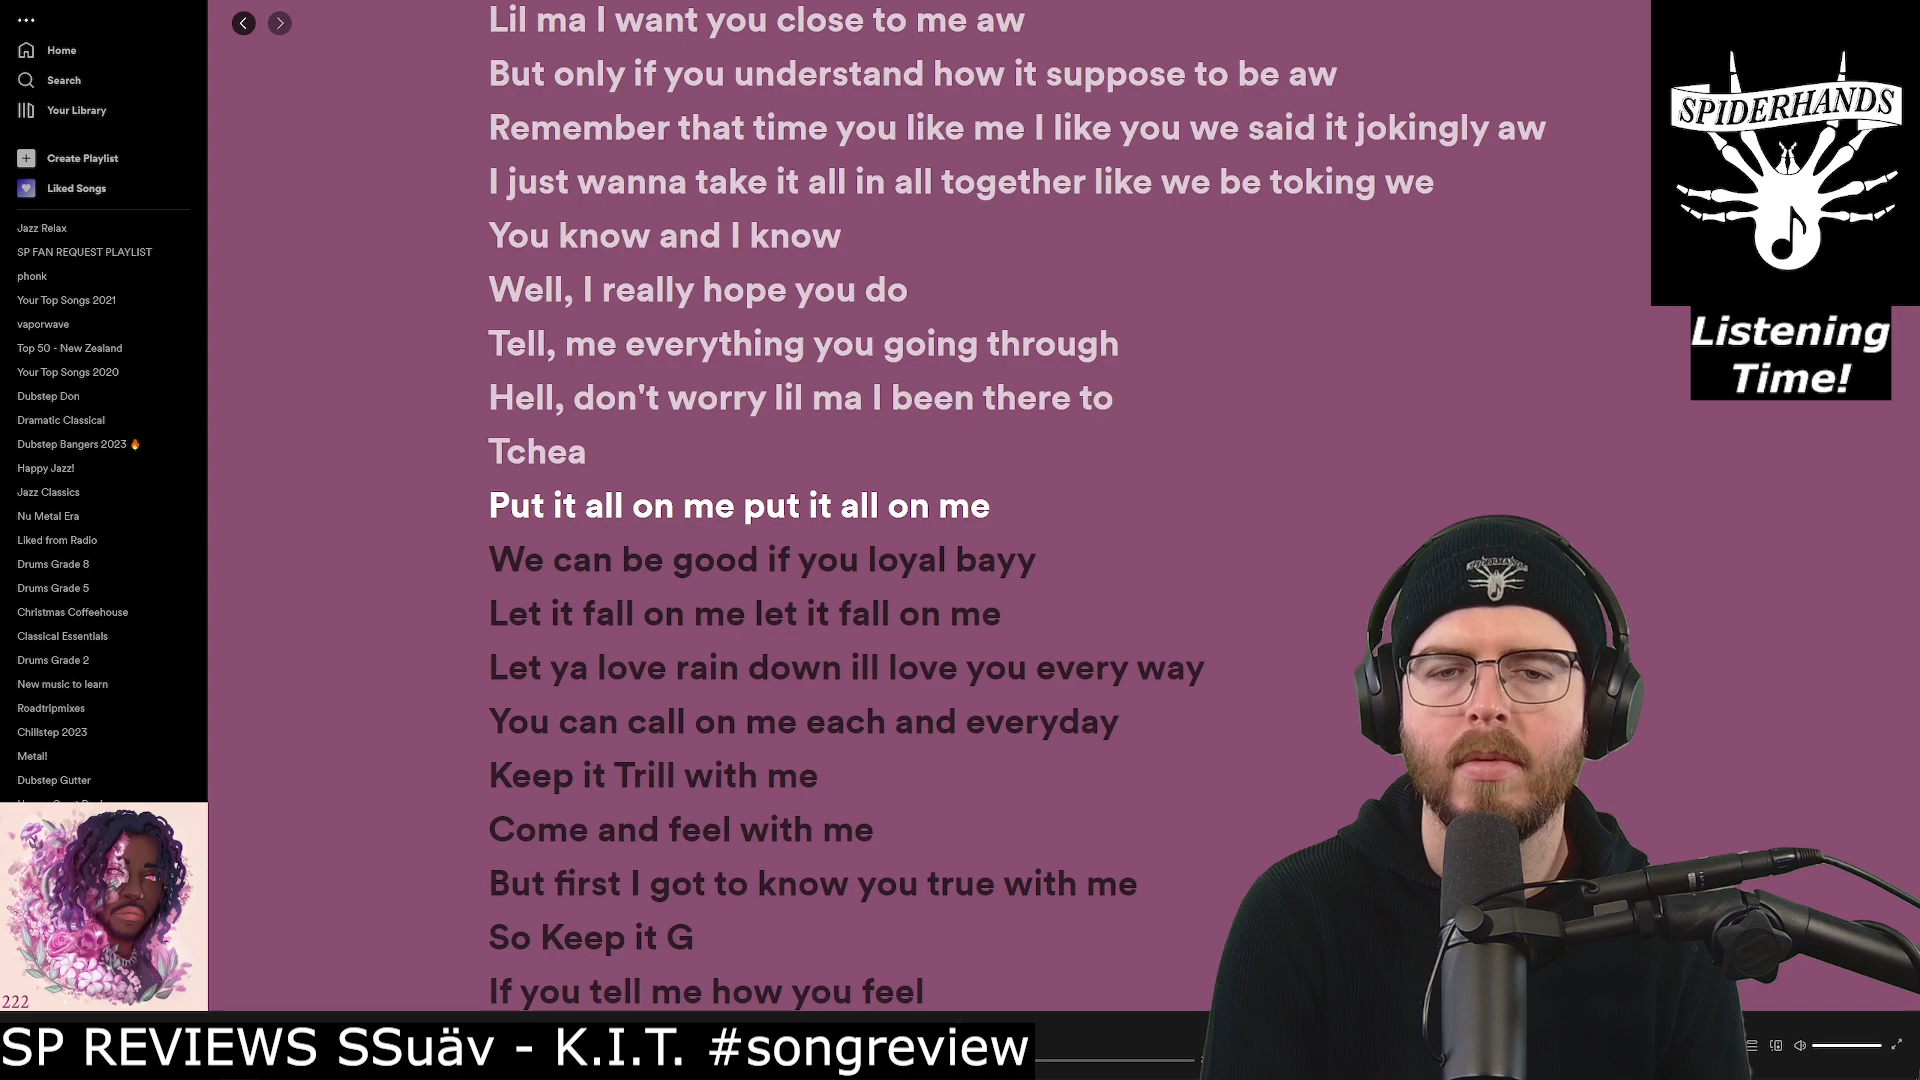 Home
Search
Your Library
Create Playlist
Liked Songs
Jazz Relax
SP FAN REQUEST PLAYLIST
phonk
Your Top Songs 2021
vaporwave
Top 50 - New Zealand
Your Top Songs 2020
Dubstep Don
Dramatic Classical
Dubstep Bangers 2023 🔥
Happy Jazz!
Jazz Classics
Nu Metal Era
Liked from Radio
Drums Grade 8
Drums Grade 5
Christmas Coffeehouse
Classical Essentials
Drums Grade 2
New music to learn
Roadtripmixes
Chillstep 2023
Metal!
Dubstep Gutter
222
Lil ma I want you close to me aw
But only if you understand how it suppose to be aw
Remember that time you like me I like you we said it jokingly aw
I just wanna take it all in all together like we be toking we
You know and I know
Well, I really hope you do
Tell, me everything you going through
Hell, don't worry lil ma I been there to
Tchea
Put it all on me put it all on me
We can be good if you loyal bayy
Let it fall on me let it fall on me
Let ya love rain down ill love you every way
You can call on me each and everyday
Keep it Trill with me
Come and feel with me
But first I got to know you true with me
So Keep it G
If you tell me how you feel
SPIDERHANDS
Listening
Time!
SPIDERHANDS
SP REVIEWS SSuäv - K.I.T. #songreview